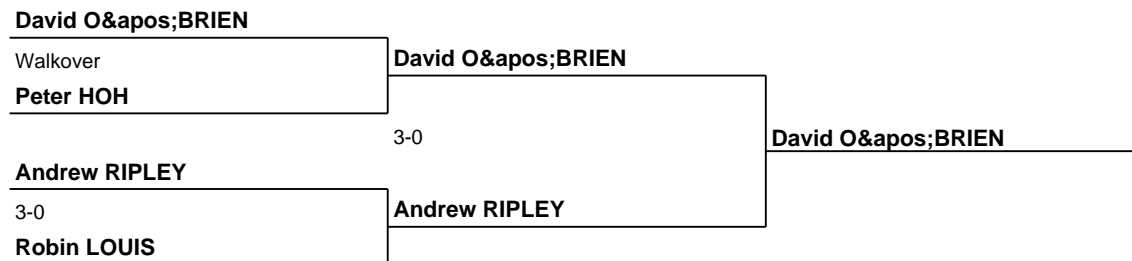 David O&apos;BRIEN
Walkover
David O&apos;BRIEN
Peter HOH
3-0
David O&apos;BRIEN
Andrew RIPLEY
3-0
Andrew RIPLEY
Robin LOUIS